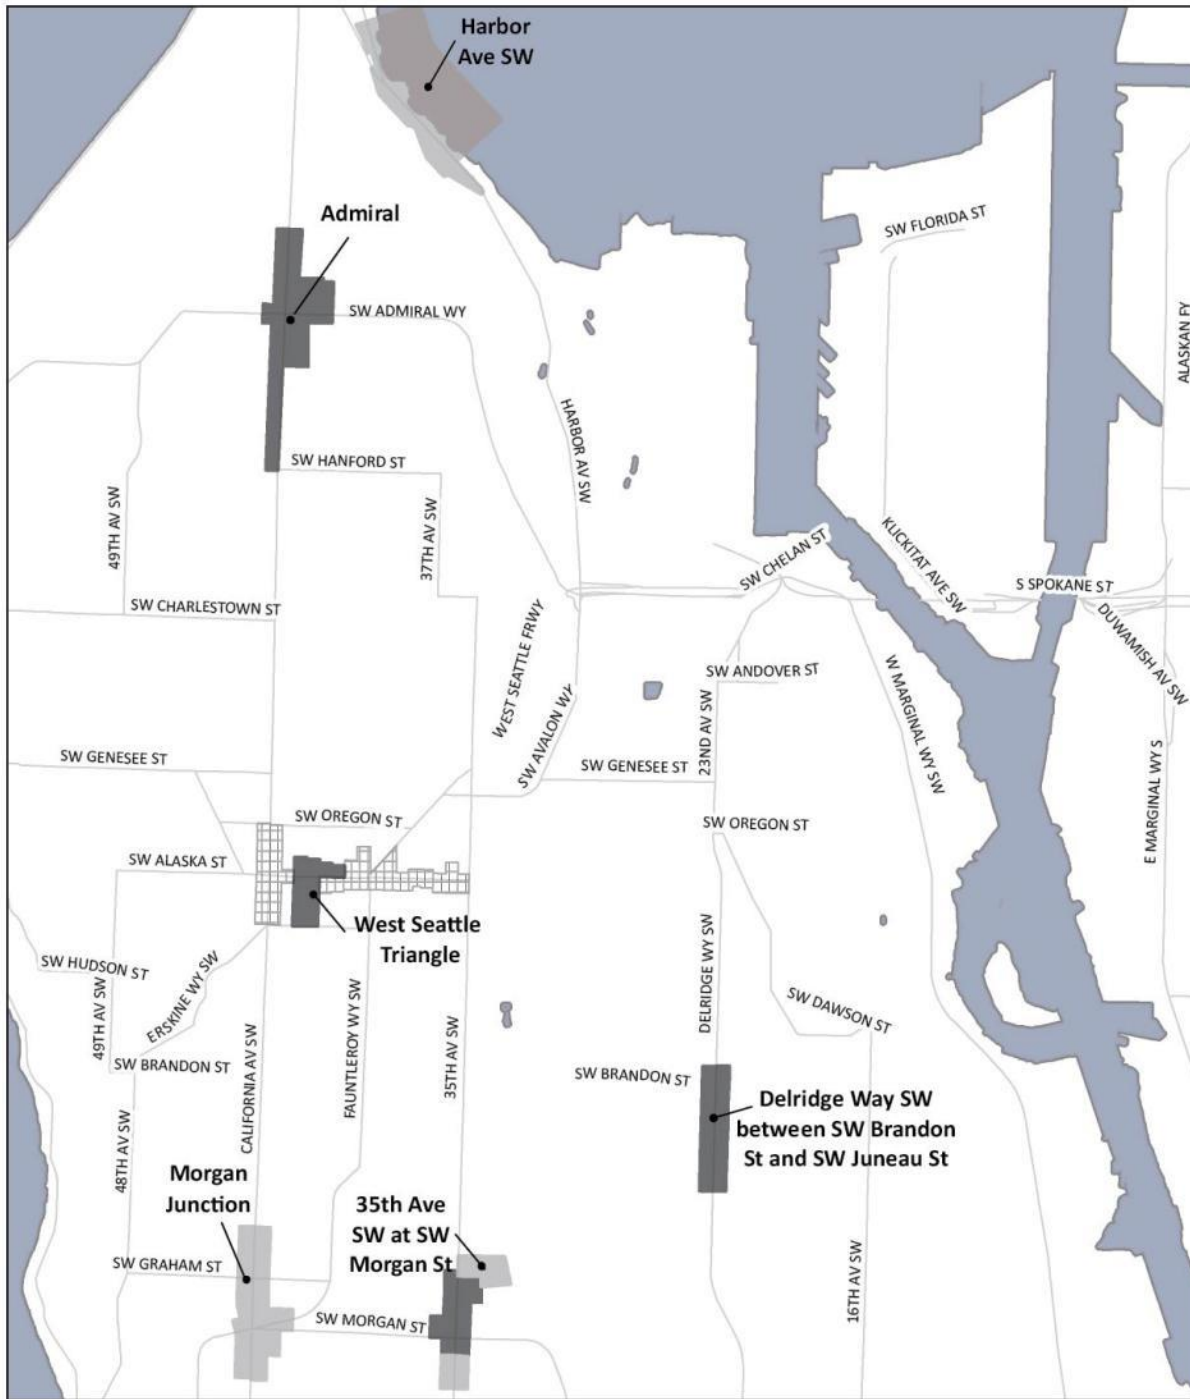 Harbor
Ave SW
Admiral
SW FLORIDA ST
SW ADMIRAL WY
ALASKAN FY
HARBOR AV SW
SW HANFORD ST
49TH AV SW
37TH AV SW
KLICKITAT AVE SW
SW CHELAN ST
S SPOKANE ST
SW CHARLESTOWN ST
DUWAMISH AV SW
WEST SEATTLE FRWY
SW ANDOVER ST
W MARGINAL WY SW
SW AVALON WY
23ND AV SW
SW GENESEE ST
SW GENESEE ST
E MARGINAL WY S
SW OREGON ST
SW OREGON ST
SW ALASKA ST
West Seattle
Triangle
SW HUDSON ST
ERSKINE WY SW
49TH AV SW
FAUNTLEROY WY SW
DELRIDGE WY SW
SW DAWSON ST
SW BRANDON ST
CALIFORNIA AV SW
35TH AV SW
SW BRANDON ST
Delridge Way SW
between SW Brandon
St and SW Juneau St
48TH AV SW
Morgan
Junction
35th Ave
SW at SW
Morgan St
SW GRAHAM ST
16TH AV SW
SW MORGAN ST